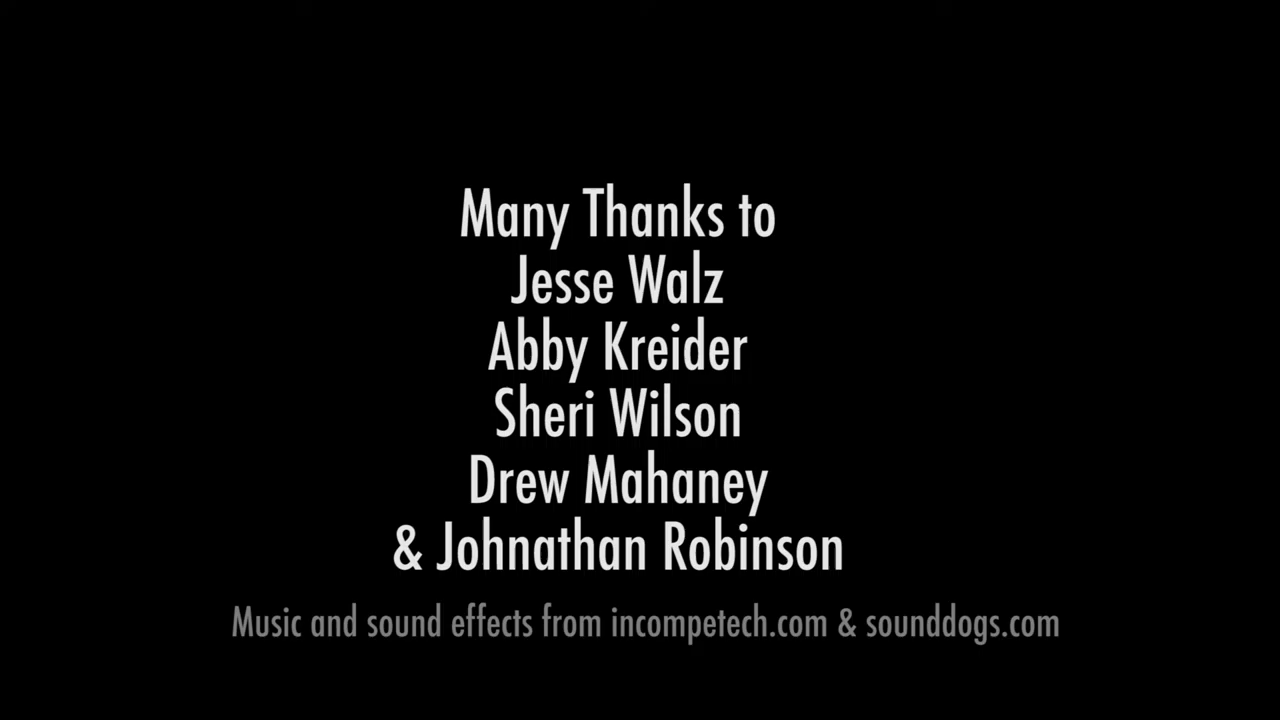 Many Thanks to
Jesse Walz
Abby Kreider
Sheri Wilson
Drew Mahaney
& Johnathan Robinson
Music and sound effects from incompetech.com & sounddogs.com